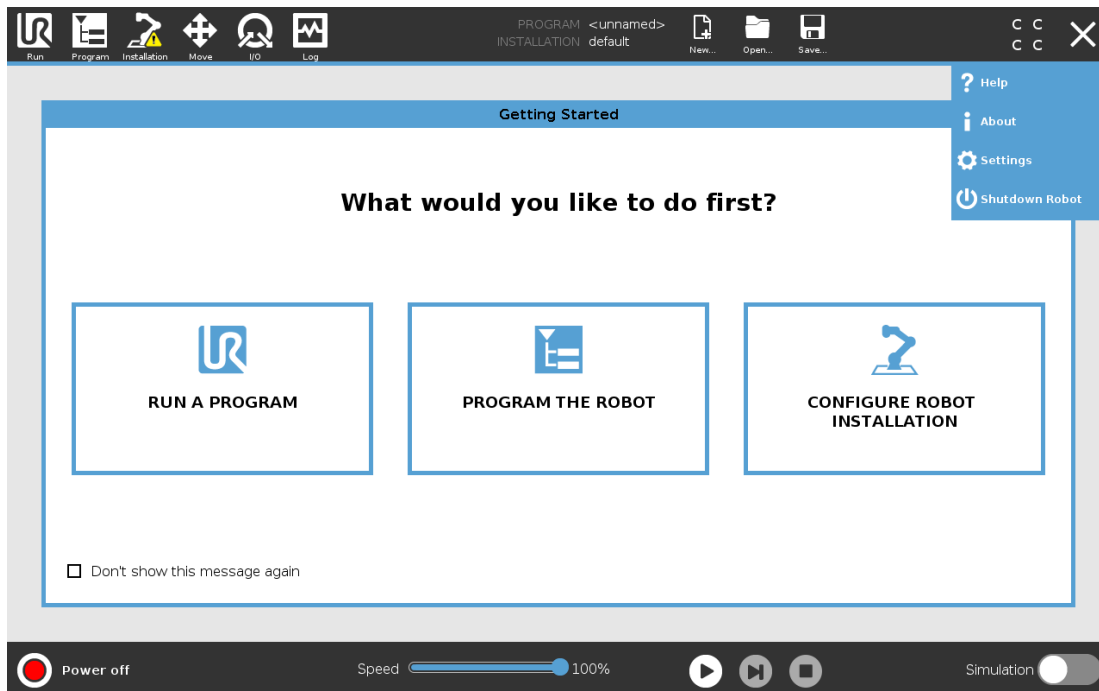 Run Program Installation Move I/O Log
PROGRAM <unnamed>
INSTALLATION default
New... Open... Save...
C C
C C
Help
About
Settings
Shutdown Robot
Getting Started
What would you like to do first?
RUN A PROGRAM
PROGRAM THE ROBOT
CONFIGURE ROBOT
INSTALLATION
Don't show this message again
Power off
Speed 100%
Simulation